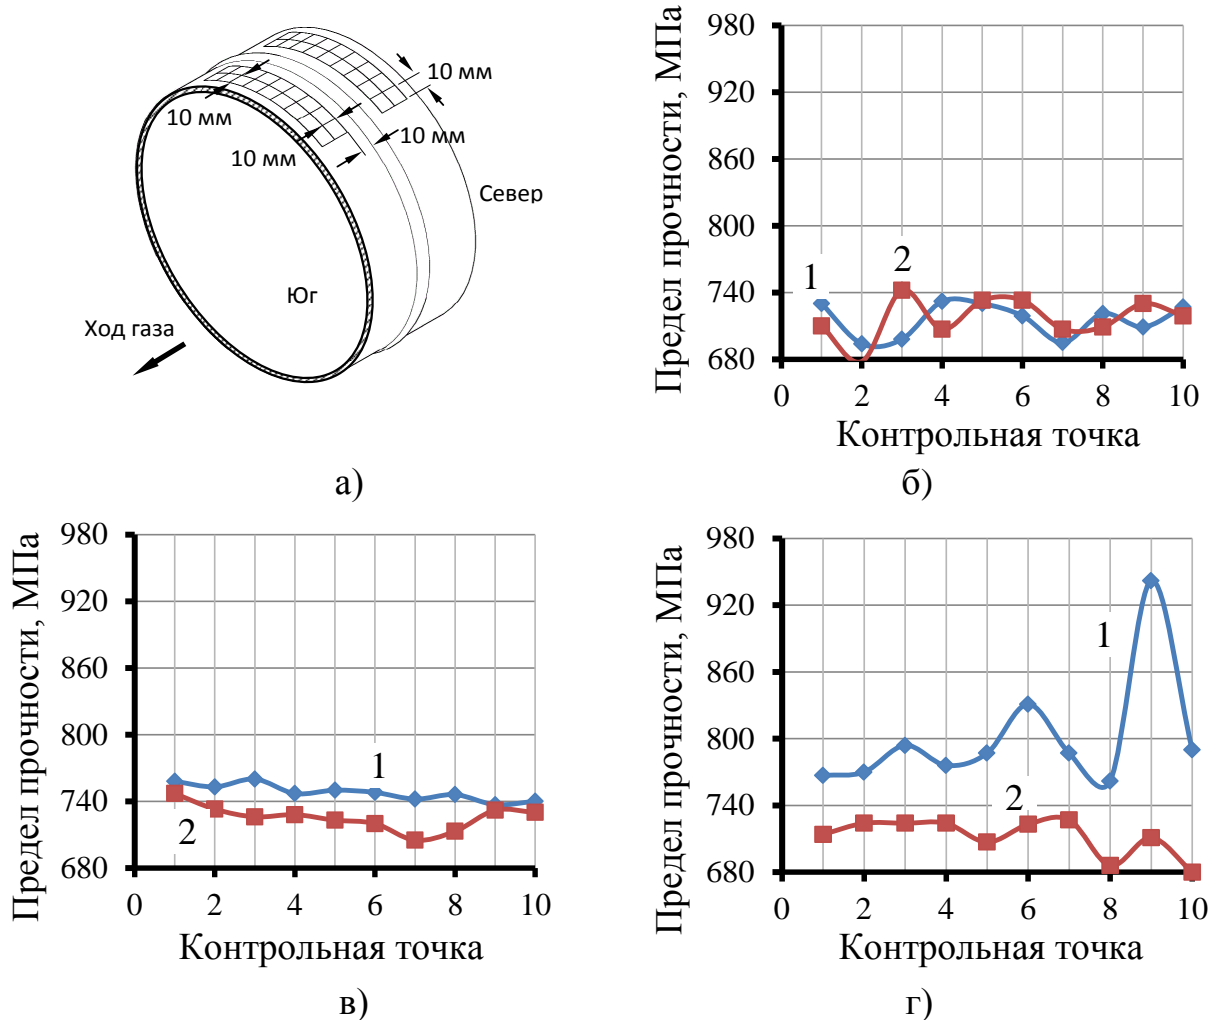 10 мм
10 мм
10 мм
10 мм
Север
Юг
Ход газа
а)
Предел прочности, МПа
980
920
860
800
740
680
1
2
0 2 4 6 8 10
Контрольная точка
б)
Предел прочности, МПа
980
920
860
800
740
680
1
2
0 2 4 6 8 10
Контрольная точка
в)
Предел прочности, МПа
980
920
860
800
740
680
1
2
0 2 4 6 8 10
Контрольная точка
г)